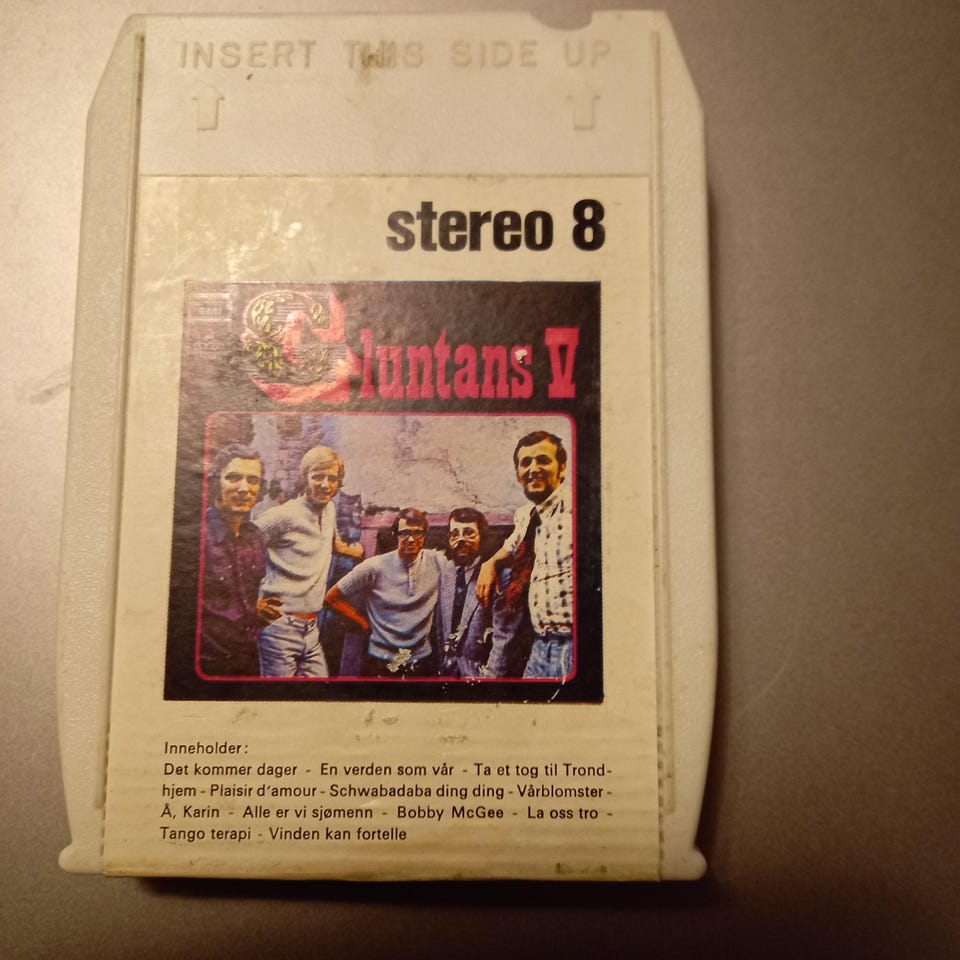 INSERT THIS SIDE UP
stereo 8
EMI
Gluntans V
Inneholder:
Det kommer dager - En verden som vår - Ta et tog til Trond-
hjem - Plaisir d'amour - Schwabadaba ding ding - Vårblomster -
Å, Karin - Alle er vi sjømenn - Bobby McGee - La oss tro -
Tango terapi - Vinden kan fortelle